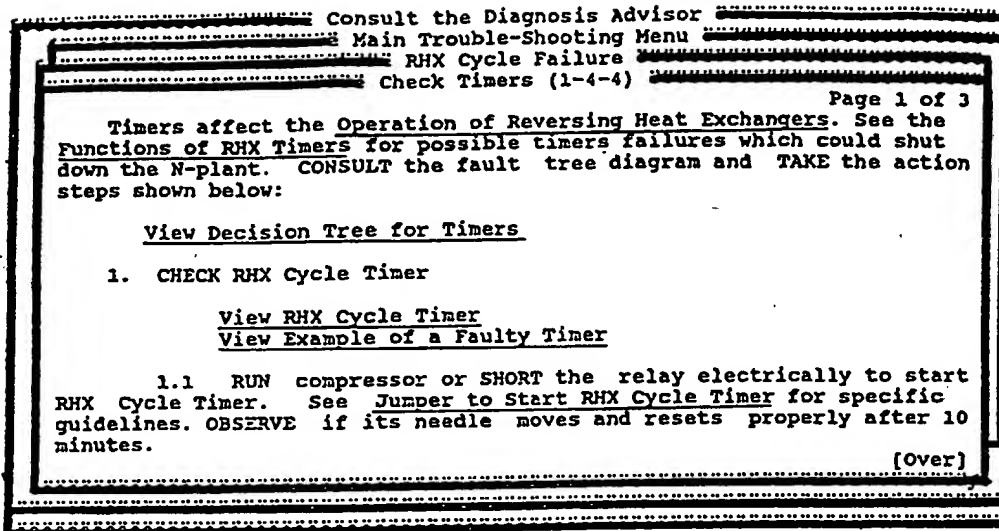 Consult the Diagnosis Advisor
Main Trouble-Shooting Menu
RHX Cycle Failure
Check Timers (1-4-4)
Page 1 of 3
Timers affect the Operation of Reversing Heat Exchangers. See the
Functions of RHX Timers for possible timers failures which could shut
down the N-plant. CONSULT the fault tree diagram and TAKE the action
steps shown below:
View Decision Tree for Timers
1. CHECK RHX Cycle Timer
View RHX Cycle Timer
View Example of a Faulty Timer
1.1 RUN compressor or SHORT the relay electrically to start
RHX Cycle Timer. See Jumper to Start RHX Cycle Timer for specific
guidelines. OBSERVE if its needle moves and resets properly after 10
minutes.
[Over]